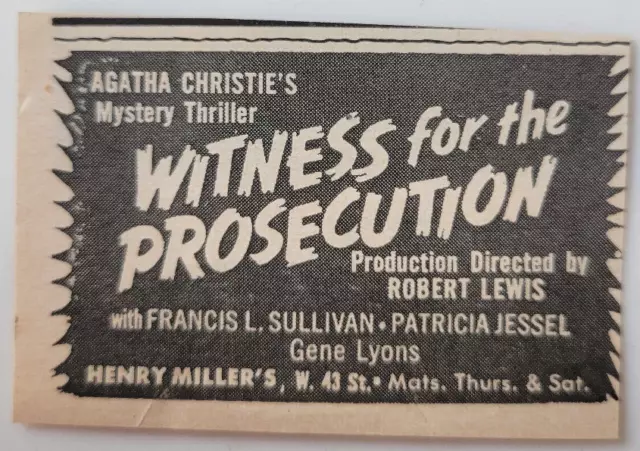 AGATHA CHRISTIE'S
Mystery Thriller
WITNESS for the
PROSECUTION
Production Directed by
ROBERT LEWIS
with FRANCIS L. SULLIVAN • PATRICIA JESSEL
Gene Lyons
HENRY MILLER'S, W. 43 St. • Mats. Thurs. & Sat.